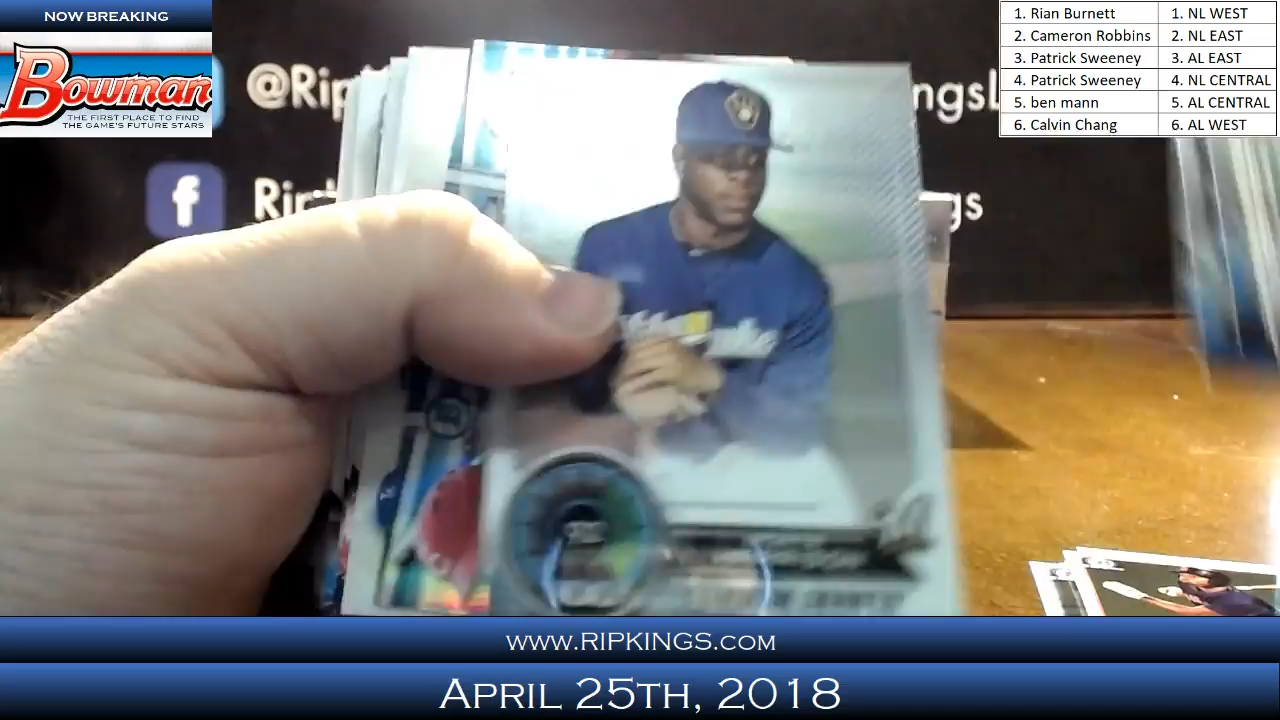 NOW BREAKING
Bowman
THE FIRST PLACE TO FIND
THE GAME'S FUTURE STARS
1. Rian Burnett 1. NL WEST
2. Cameron Robbins 2. NL EAST
3. Patrick Sweeney 3. AL EAST
4. Patrick Sweeney 4. NL CENTRAL
5. ben mann 5. AL CENTRAL
6. Calvin Chang 6. AL WEST
WWW.RIPKINGS.COM
APRIL 25TH, 2018